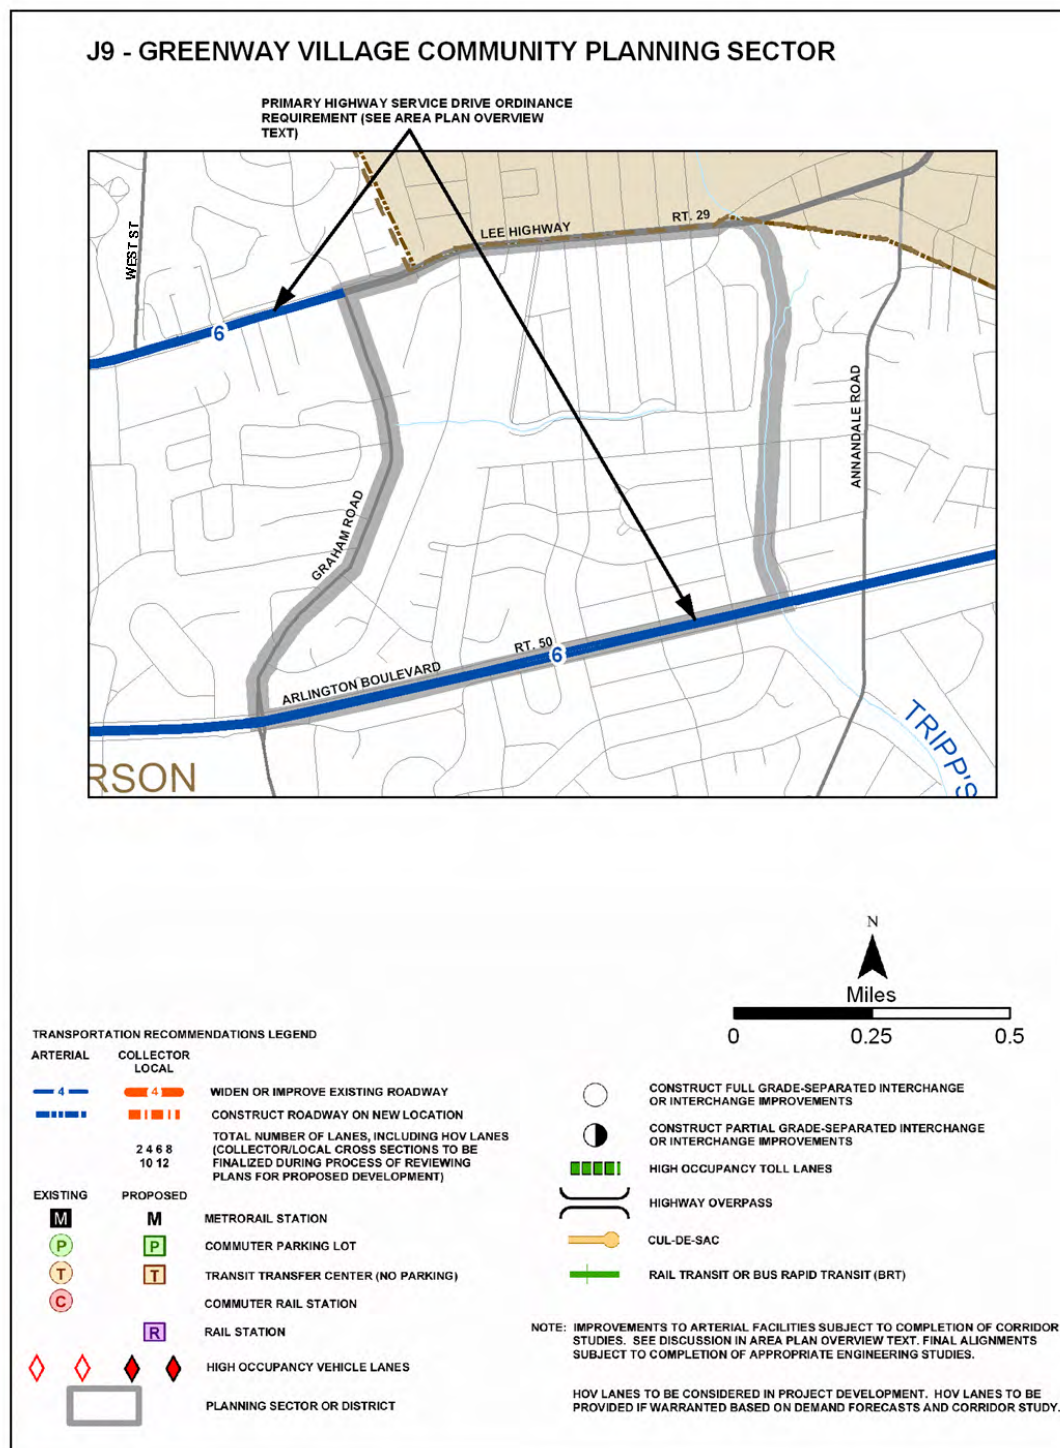 J9 - GREENWAY VILLAGE COMMUNITY PLANNING SECTOR
PRIMARY HIGHWAY SERVICE DRIVE ORDINANCE
REQUIREMENT (SEE AREA PLAN OVERVIEW
TEXT)
WEST ST
LEE HIGHWAY
RT. 29
6
ANNANDALE ROAD
GRAHAM ROAD
RT. 50
6
ARLINGTON BOULEVARD
TRIPP'S
RSON
N
Miles
0 0.25 0.5
TRANSPORTATION RECOMMENDATIONS LEGEND
ARTERIAL COLLECTOR
LOCAL
4 4 WIDEN OR IMPROVE EXISTING ROADWAY
CONSTRUCT ROADWAY ON NEW LOCATION
2 4 6 8
10 12
TOTAL NUMBER OF LANES, INCLUDING HOV LANES
(COLLECTOR/LOCAL CROSS SECTIONS TO BE
FINALIZED DURING PROCESS OF REVIEWING
PLANS FOR PROPOSED DEVELOPMENT)
EXISTING PROPOSED
M M METRORAIL STATION
P P COMMUTER PARKING LOT
T T TRANSIT TRANSFER CENTER (NO PARKING)
C COMMUTER RAIL STATION
R RAIL STATION
HIGH OCCUPANCY VEHICLE LANES
PLANNING SECTOR OR DISTRICT
CONSTRUCT FULL GRADE-SEPARATED INTERCHANGE
OR INTERCHANGE IMPROVEMENTS
CONSTRUCT PARTIAL GRADE-SEPARATED INTERCHANGE
OR INTERCHANGE IMPROVEMENTS
HIGH OCCUPANCY TOLL LANES
HIGHWAY OVERPASS
CUL-DE-SAC
RAIL TRANSIT OR BUS RAPID TRANSIT (BRT)
NOTE: IMPROVEMENTS TO ARTERIAL FACILITIES SUBJECT TO COMPLETION OF CORRIDOR
STUDIES. SEE DISCUSSION IN AREA PLAN OVERVIEW TEXT. FINAL ALIGNMENTS
SUBJECT TO COMPLETION OF APPROPRIATE ENGINEERING STUDIES.
HOV LANES TO BE CONSIDERED IN PROJECT DEVELOPMENT. HOV LANES TO BE
PROVIDED IF WARRANTED BASED ON DEMAND FORECASTS AND CORRIDOR STUDY.